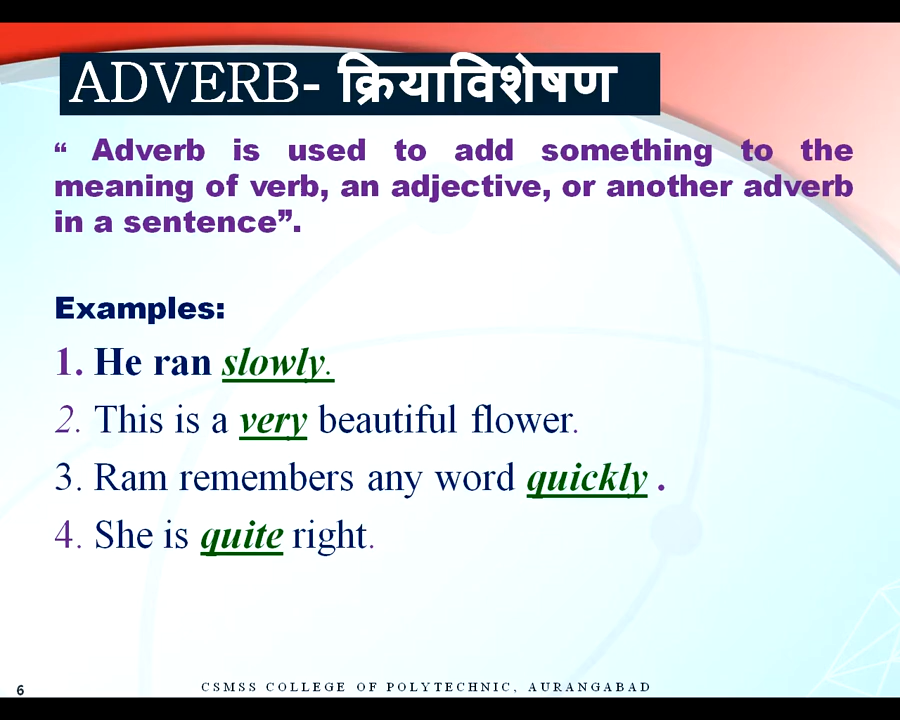 ADVERB- क्रियाविशेषण
“ Adverb is used to add something to the
meaning of verb, an adjective, or another adverb
in a sentence”.
Examples:
1. He ran slowly.
2. This is a very beautiful flower.
3. Ram remembers any word quickly .
4. She is quite right.
6
CSMSS COLLEGE OF POLYTECHNIC, AURANGABAD